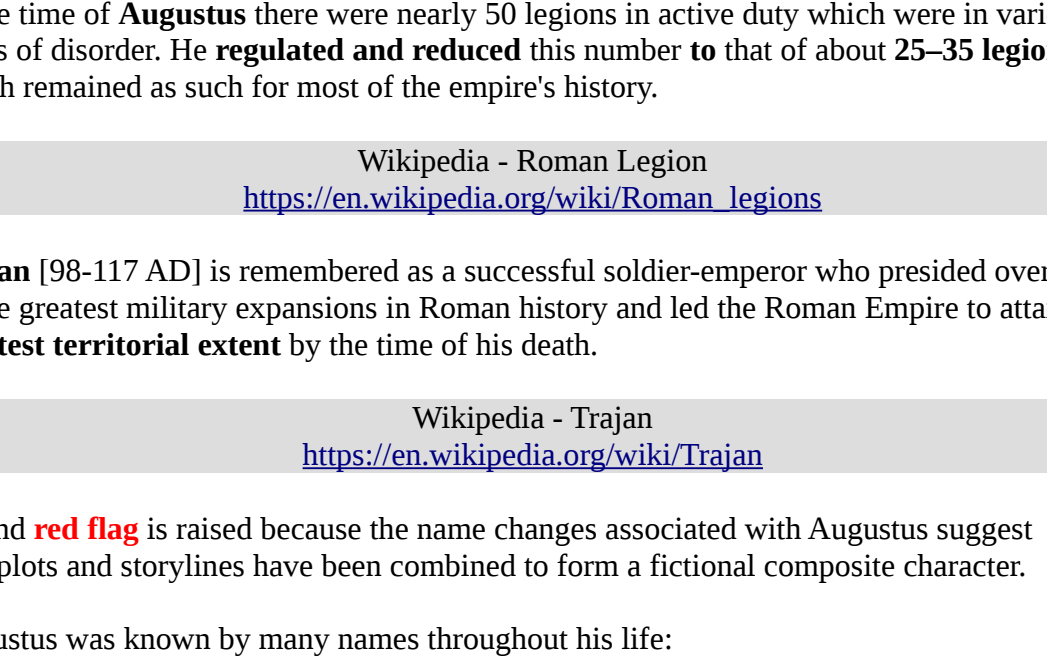 e time of Augustus there were nearly 50 legions in active duty which were in vari
s of disorder. He regulated and reduced this number to that of about 25–35 legio
h remained as such for most of the empire's history.
Wikipedia - Roman Legion
https://en.wikipedia.org/wiki/Roman_legions
an [98-117 AD] is remembered as a successful soldier-emperor who presided over
e greatest military expansions in Roman history and led the Roman Empire to atta
test territorial extent by the time of his death.
Wikipedia - Trajan
https://en.wikipedia.org/wiki/Trajan
nd red flag is raised because the name changes associated with Augustus suggest
plots and storylines have been combined to form a fictional composite character.
ustus was known by many names throughout his life: